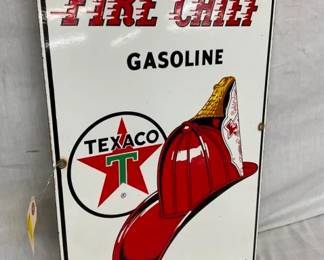 FIRE CHIEF
GASOLINE
TEXACO
T
®